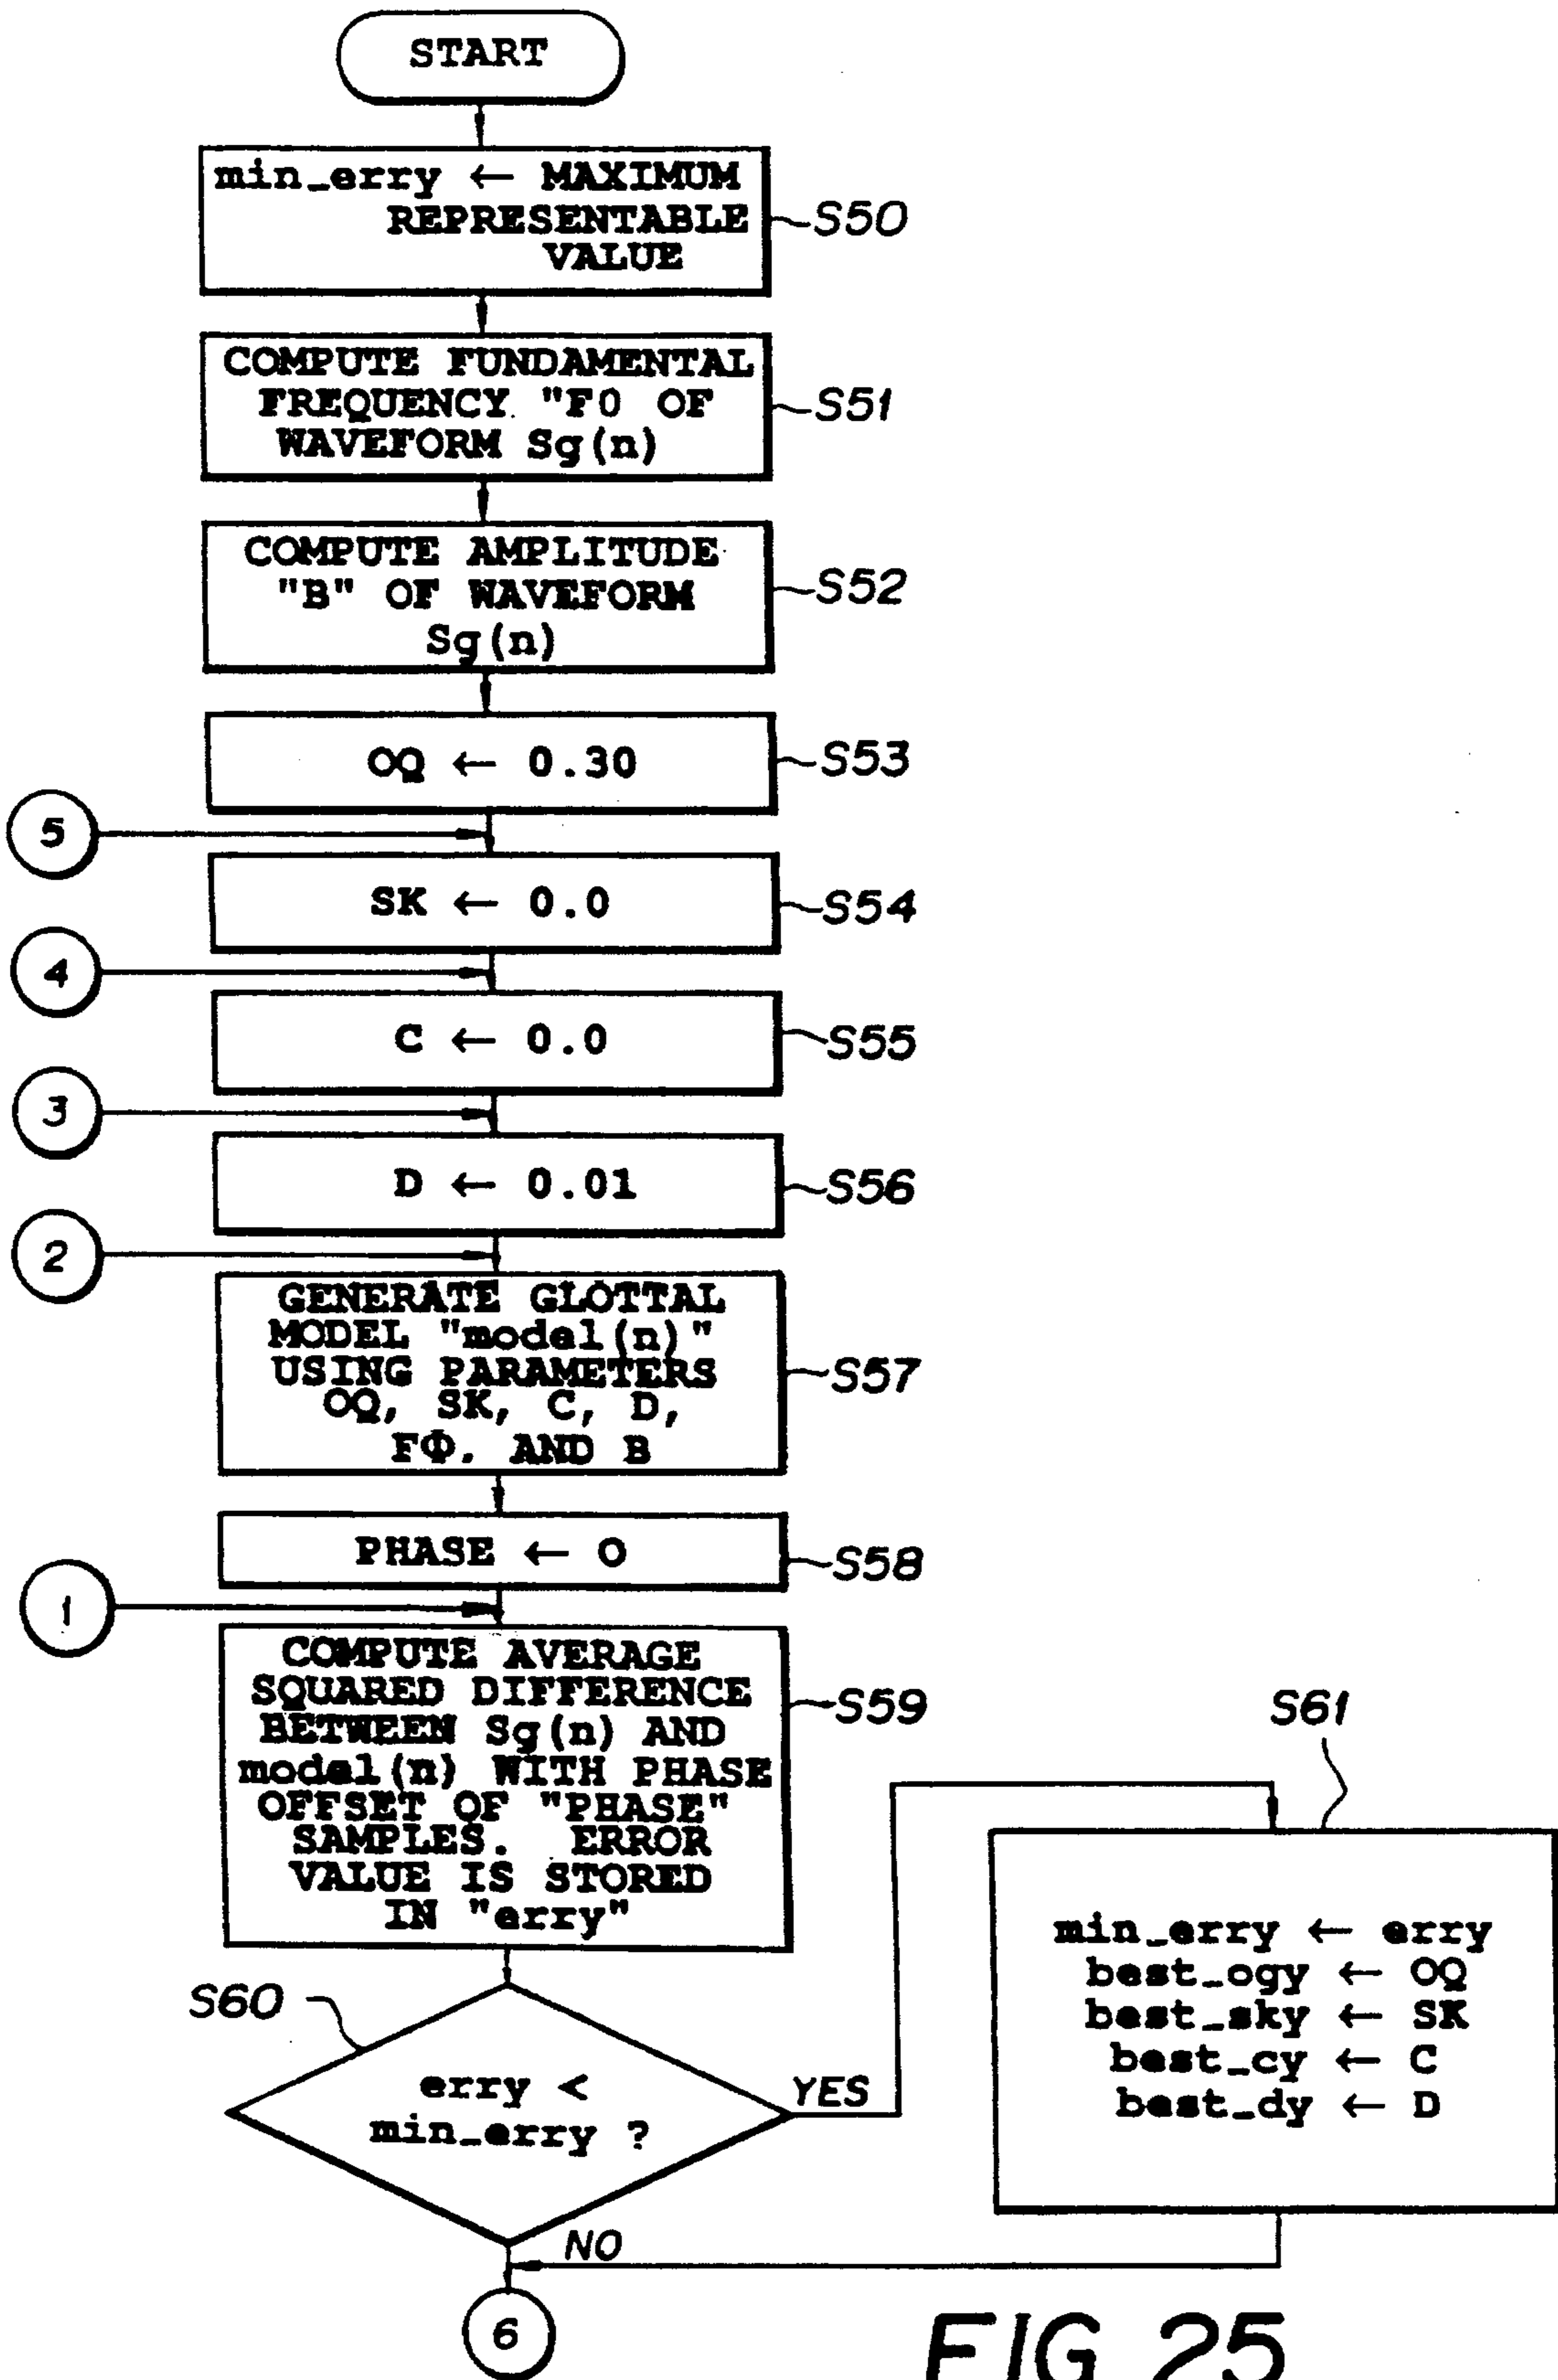 START
min_erry ← MAXIMUM
REPRESENTABLE
VALUE
S50
COMPUTE FUNDAMENTAL
FREQUENCY "F0 OF
WAVEFORM Sg(n)
S51
COMPUTE AMPLITUDE
"B" OF WAVEFORM
Sg(n)
S52
OQ ← 0.30
S53
5
SK ← 0.0
S54
4
C ← 0.0
S55
3
D ← 0.01
S56
2
GENERATE GLOTTAL
MODEL "model(n)"
USING PARAMETERS
OQ, SK, C, D,
FΦ. AND B
S57
PHASE ← O
S58
1
COMPUTE AVERAGE
SQUARED DIFFERENCE
BETWEEN Sg(n) AND
model(n) WITH PHASE
OFFSET OF "PHASE"
SAMPLES. ERROR
VALUE IS STORED
IN "erry"
S59
S60
erry <
min_erry ?
YES
NO
S61
min_erry ← erry
best_ogy ← OQ
best_sky ← SK
best_cy ← C
best_dy ← D
6
FIG 25